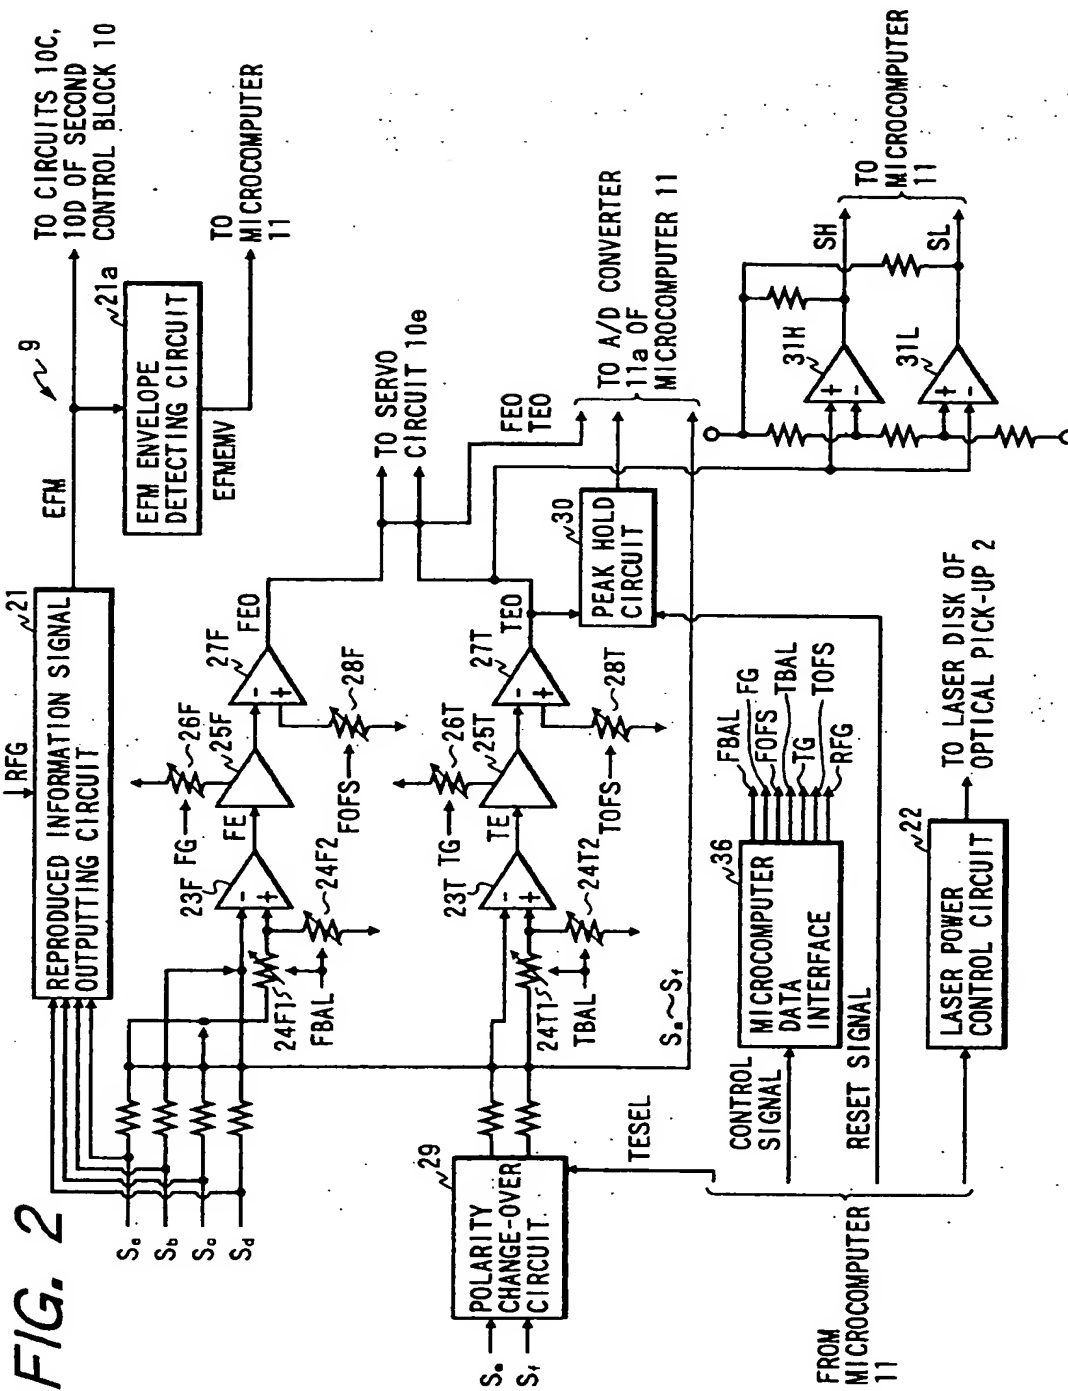 FIG. 2
RFG
21
REPRODUCED INFORMATION SIGNAL
OUTPUTTING CIRCUIT
EFM
9
TO CIRCUITS 10C,
10D OF SECOND
CONTROL BLOCK 10
21a
EFM ENVELOPE
DETECTING CIRCUIT
EFMEMV
TO
MICROCOMPUTER
11
Sa
Sb
Sc
Sd
24F1
FBAL
24F2
23F
FE
FG
26F
25F
FOFS
28F
27F
FEO
TO SERVO
CIRCUIT 10e
29
POLARITY
CHANGE-OVER
CIRCUIT
Se
Sf
TESEL
24T1
TBAL
24T2
23T
TE
TG
26T
25T
TOFS
28T
27T
TEO
30
PEAK HOLD
CIRCUIT
FEO
TEO
Se~Sf
TO A/D CONVERTER
11a OF
MICROCOMPUTER 11
31H
31L
SH
SL
TO
MICROCOMPUTER
11
FROM
MICROCOMPUTER
11
CONTROL
SIGNAL
36
MICROCOMPUTER
DATA
INTERFACE
FBAL
FG
FOFS
TBAL
TG
TOFS
RFG
RESET SIGNAL
22
LASER POWER
CONTROL CIRCUIT
TO LASER DISK OF
OPTICAL PICK-UP 2